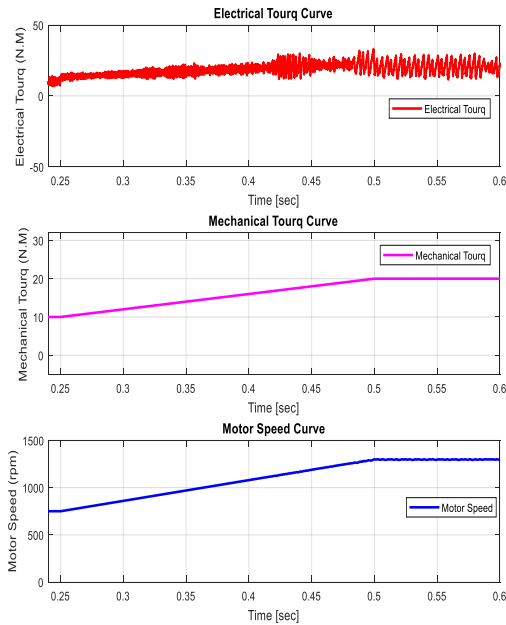 Electrical Tourq Curve
Electrical Tourq (N.M)
50
0
-50
Electrical Tourq
0.25 0.3 0.35 0.4 0.45 0.5 0.55 0.6
Time [sec]
Mechanical Tourq Curve
Mechanical Tourq (N.M)
30
20
10
0
Mechanical Tourq
0.25 0.3 0.35 0.4 0.45 0.5 0.55 0.6
Time [sec]
Motor Speed Curve
Motor Speed (rpm)
1500
1000
500
0
Motor Speed
0.25 0.3 0.35 0.4 0.45 0.5 0.55 0.6
Time [sec]